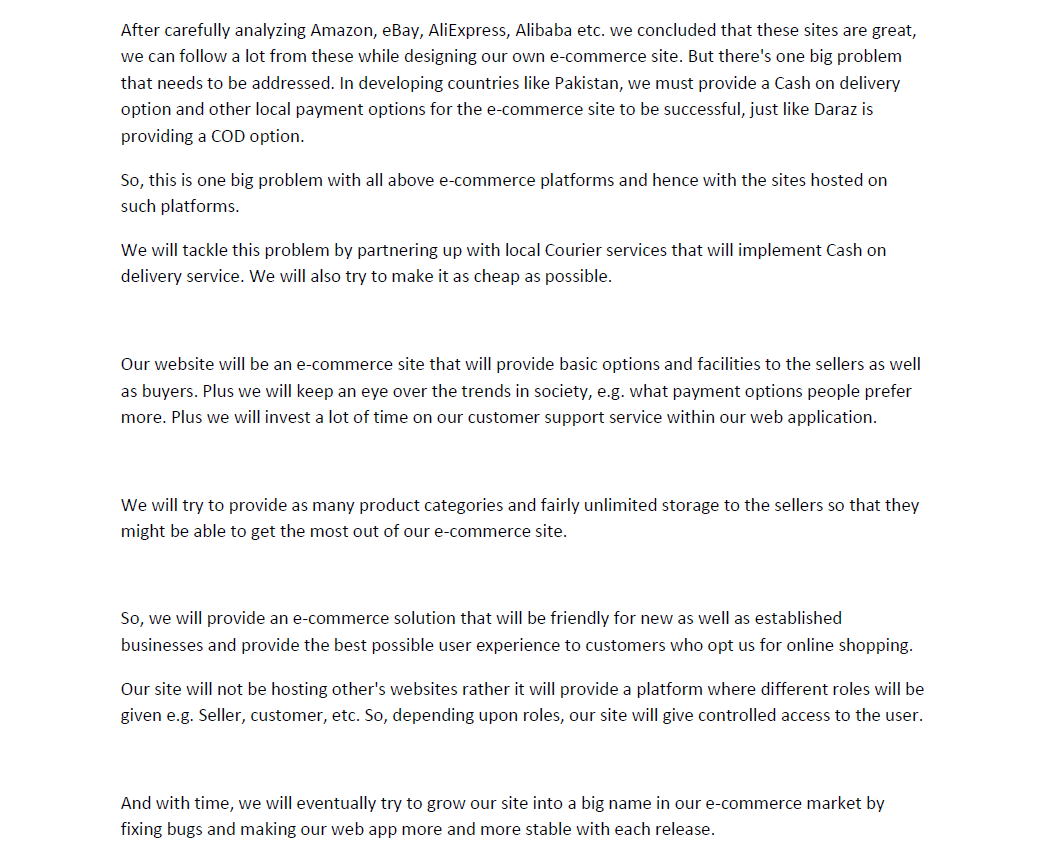 After carefully analyzing Amazon, eBay, AliExpress, Alibaba etc. we concluded that these sites are great,
we can follow a lot from these while designing our own e-commerce site. But there's one big problem
that needs to be addressed. In developing countries like Pakistan, we must provide a Cash on delivery
option and other local payment options for the e-commerce site to be successful, just like Daraz is
providing a COD option.
So, this is one big problem with all above e-commerce platforms and hence with the sites hosted on
such platforms.
We will tackle this problem by partnering up with local Courier services that will implement Cash on
delivery service. We will also try to make it as cheap as possible.
Our website will be an e-commerce site that will provide basic options and facilities to the sellers as well
as buyers. Plus we will keep an eye over the trends in society, e.g. what payment options people prefer
more. Plus we will invest a lot of time on our customer support service within our web application.
We will try to provide as many product categories and fairly unlimited storage to the sellers so that they
might be able to get the most out of our e-commerce site.
So, we will provide an e-commerce solution that will be friendly for new as well as established
businesses and provide the best possible user experience to customers who opt us for online shopping.
Our site will not be hosting other's websites rather it will provide a platform where different roles will be
given e.g. Seller, customer, etc. So, depending upon roles, our site will give controlled access to the user.
And with time, we will eventually try to grow our site into a big name in our e-commerce market by
fixing bugs and making our web app more and more stable with each release.